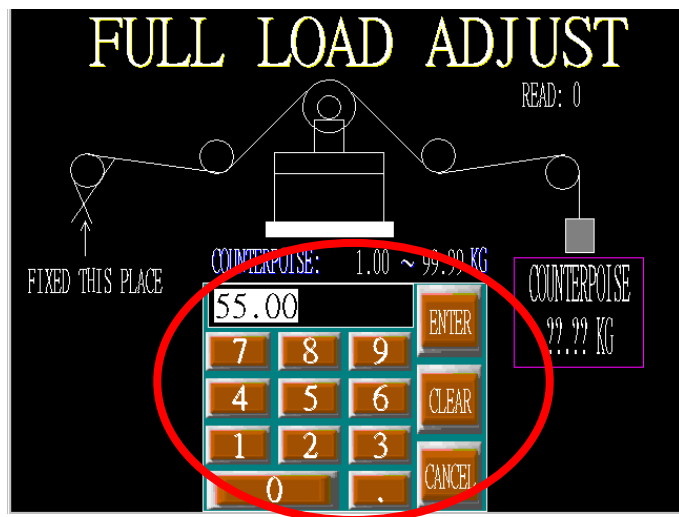 FULL LOAD ADJUST
READ: 0
FIXED THIS PLACE
COUNTERPOISE: 1.00 ~ 99.99 KG
COUNTERPOISE
??.?? KG
55.00
ENTER
7 8 9
4 5 6
CLEAR
1 2 3
0 .
CANCEL